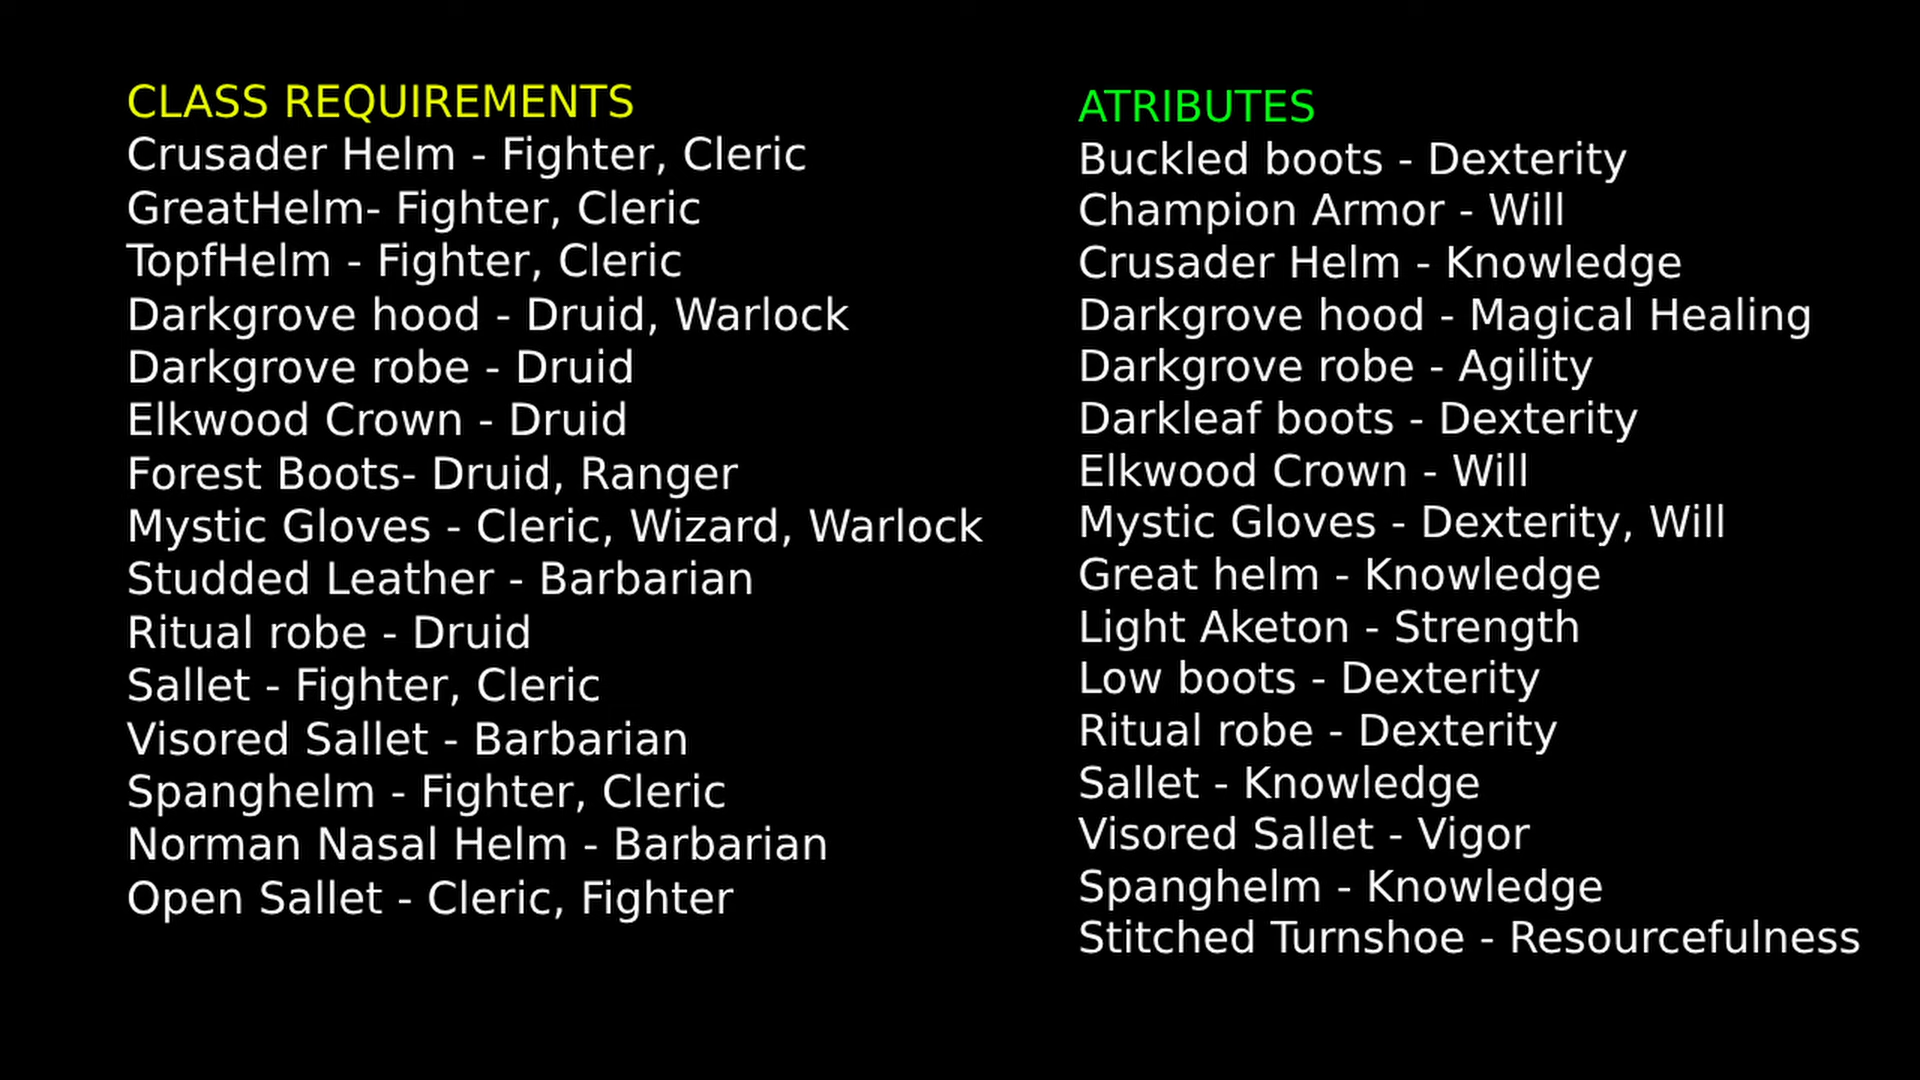 CLASS REQUIREMENTS
Crusader Helm - Fighter, Cleric
GreatHelm- Fighter, Cleric
TopfHelm - Fighter, Cleric
Darkgrove hood - Druid, Warlock
Darkgrove robe - Druid
Elkwood Crown - Druid
Forest Boots- Druid, Ranger
Mystic Gloves - Cleric, Wizard, Warlock
Studded Leather - Barbarian
Ritual robe - Druid
Sallet - Fighter, Cleric
Visored Sallet - Barbarian
Spanghelm - Fighter, Cleric
Norman Nasal Helm - Barbarian
Open Sallet - Cleric, Fighter
ATRIBUTES
Buckled boots - Dexterity
Champion Armor - Will
Crusader Helm - Knowledge
Darkgrove hood - Magical Healing
Darkgrove robe - Agility
Darkleaf boots - Dexterity
Elkwood Crown - Will
Mystic Gloves - Dexterity, Will
Great helm - Knowledge
Light Aketon - Strength
Low boots - Dexterity
Ritual robe - Dexterity
Sallet - Knowledge
Visored Sallet - Vigor
Spanghelm - Knowledge
Stitched Turnshoe - Resourcefulness